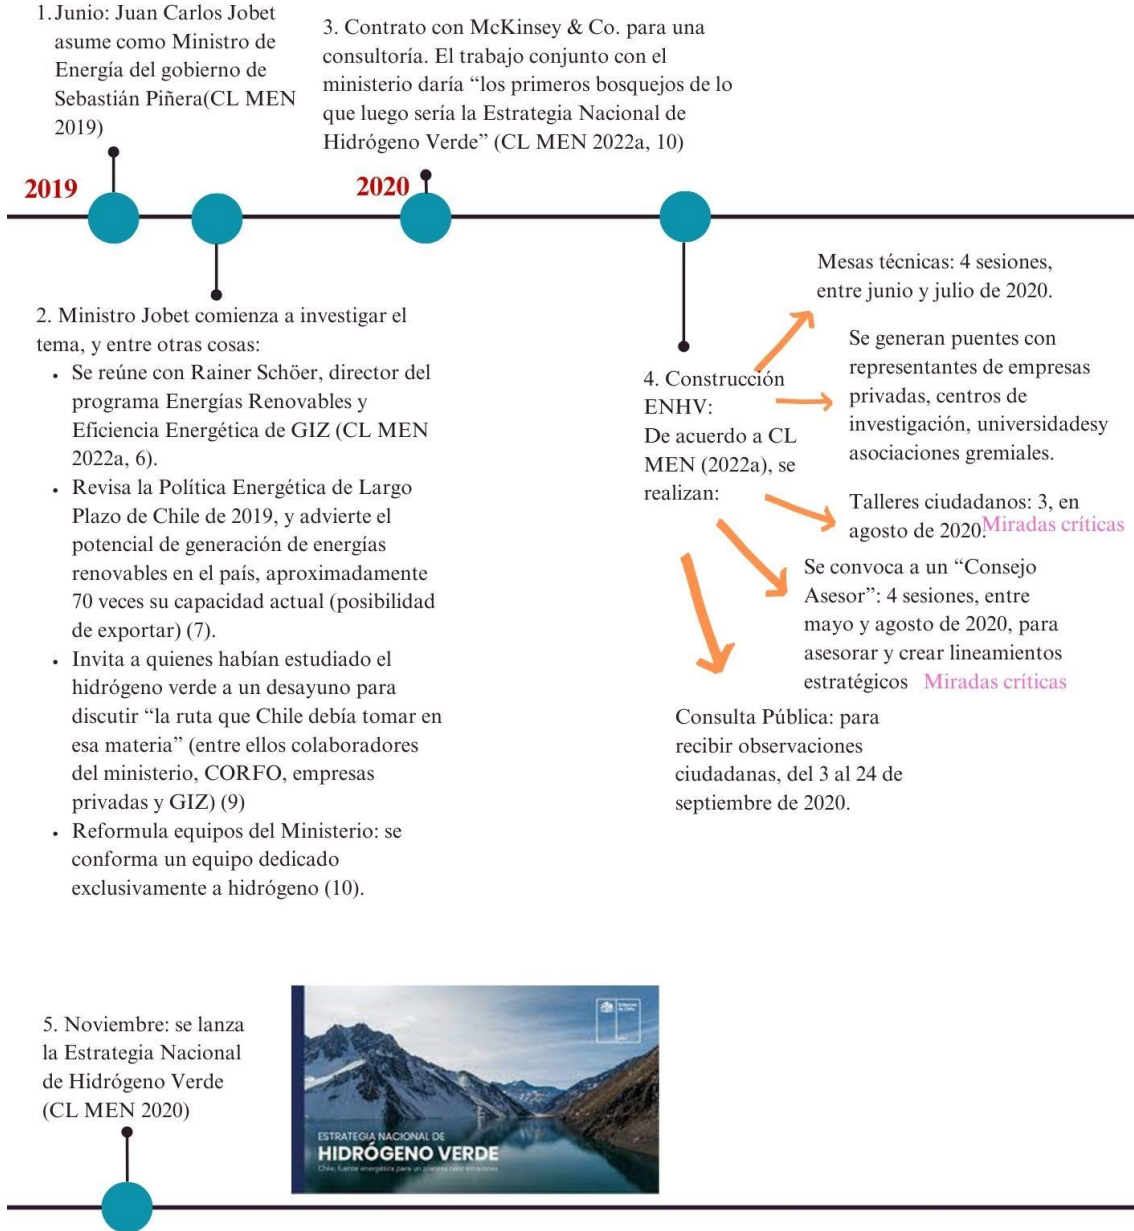 1. Junio: Juan Carlos Jobet
asume como Ministro de
Energía del gobierno de
Sebastián Piñera(CL MEN
2019)
3. Contrato con McKinsey & Co. para una
consultoría. El trabajo conjunto con el
ministerio daría “los primeros bosquejos de lo
que luego sería la Estrategia Nacional de
Hidrógeno Verde” (CL MEN 2022a, 10)
2019
2020
2. Ministro Jobet comienza a investigar el
tema, y entre otras cosas:
• Se reúne con Rainer Schöer, director del
programa Energías Renovables y
Eficiencia Energética de GIZ (CL MEN
2022a, 6).
• Revisa la Política Energética de Largo
Plazo de Chile de 2019, y advierte el
potencial de generación de energías
renovables en el país, aproximadamente
70 veces su capacidad actual (posibilidad
de exportar) (7).
• Invita a quienes habían estudiado el
hidrógeno verde a un desayuno para
discutir “la ruta que Chile debía tomar en
esa materia” (entre ellos colaboradores
del ministerio, CORFO, empresas
privadas y GIZ) (9)
• Reformula equipos del Ministerio: se
conforma un equipo dedicado
exclusivamente a hidrógeno (10).
4. Construcción
ENHV:
De acuerdo a CL
MEN (2022a), se
realizan:
Mesas técnicas: 4 sesiones,
entre junio y julio de 2020.
Se generan puentes con
representantes de empresas
privadas, centros de
investigación, universidadesy
asociaciones gremiales.
Talleres ciudadanos: 3, en
agosto de 2020. Miradas críticas
Se convoca a un “Consejo
Asesor”: 4 sesiones, entre
mayo y agosto de 2020, para
asesorar y crear lineamientos
estratégicos Miradas críticas
Consulta Pública: para
recibir observaciones
ciudadanas, del 3 al 24 de
septiembre de 2020.
5. Noviembre: se lanza
la Estrategia Nacional
de Hidrógeno Verde
(CL MEN 2020)
Gobierno
de Chile
ESTRATEGIA NACIONAL DE
HIDRÓGENO VERDE
Chile, fuente energética para un planeta cero emisiones